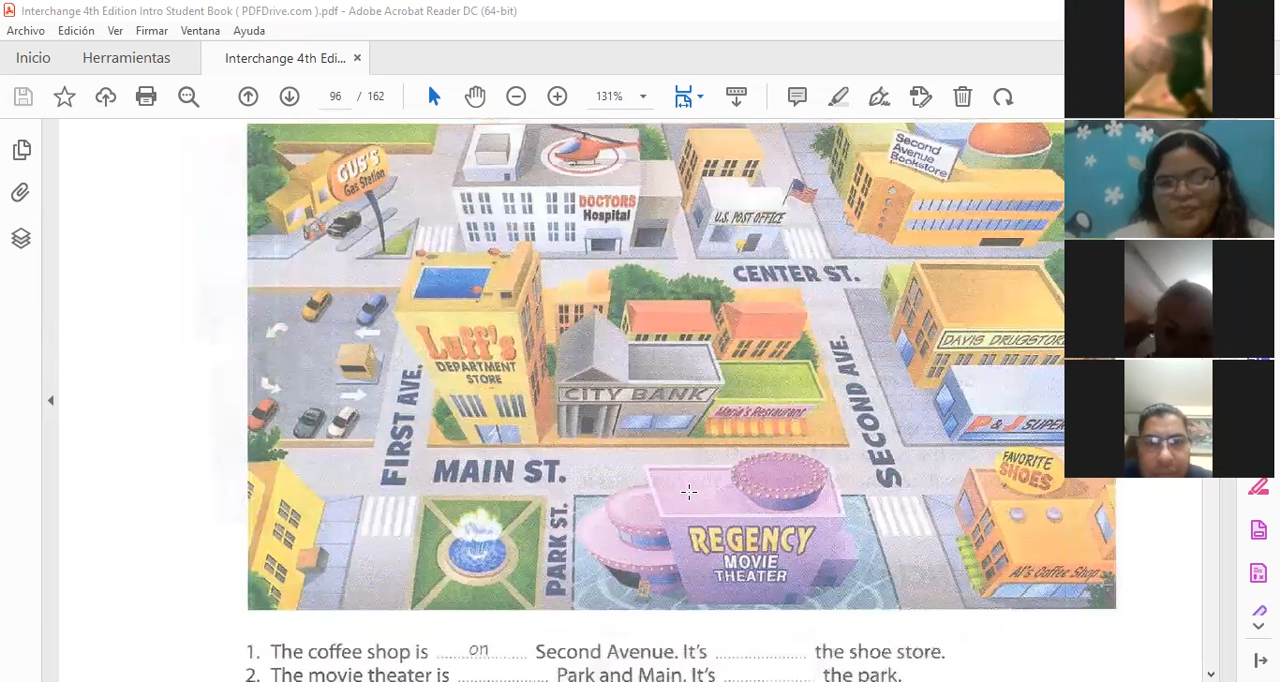 Interchange 4th Edition Intro Student Book ( PDFDrive.com ).pdf - Adobe Acrobat Reader DC (64-bit)
Archivo Edición Ver Firmar Ventana Ayuda
Inicio Herramientas Interchange 4th Edi... ×
96 / 162 131%
GUS'S
Gas Station
DOCTORS
Hospital
U.S. POST OFFICE
Second
Avenue
Bookstore
CENTER ST.
Luff's
DEPARTMENT
STORE
CITY BANK
Maria's Restaurant
DAVIS DRUGSTOR
P & J SUPER
FIRST AVE.
MAIN ST.
SECOND AVE.
FAVORITE
SHOES
PARK ST.
REGENCY
MOVIE
THEATER
Al's Coffee Shop
1. The coffee shop is on Second Avenue. It's ............... the shoe store.
2. The movie theater is ............... Park and Main. It's ............... the park.